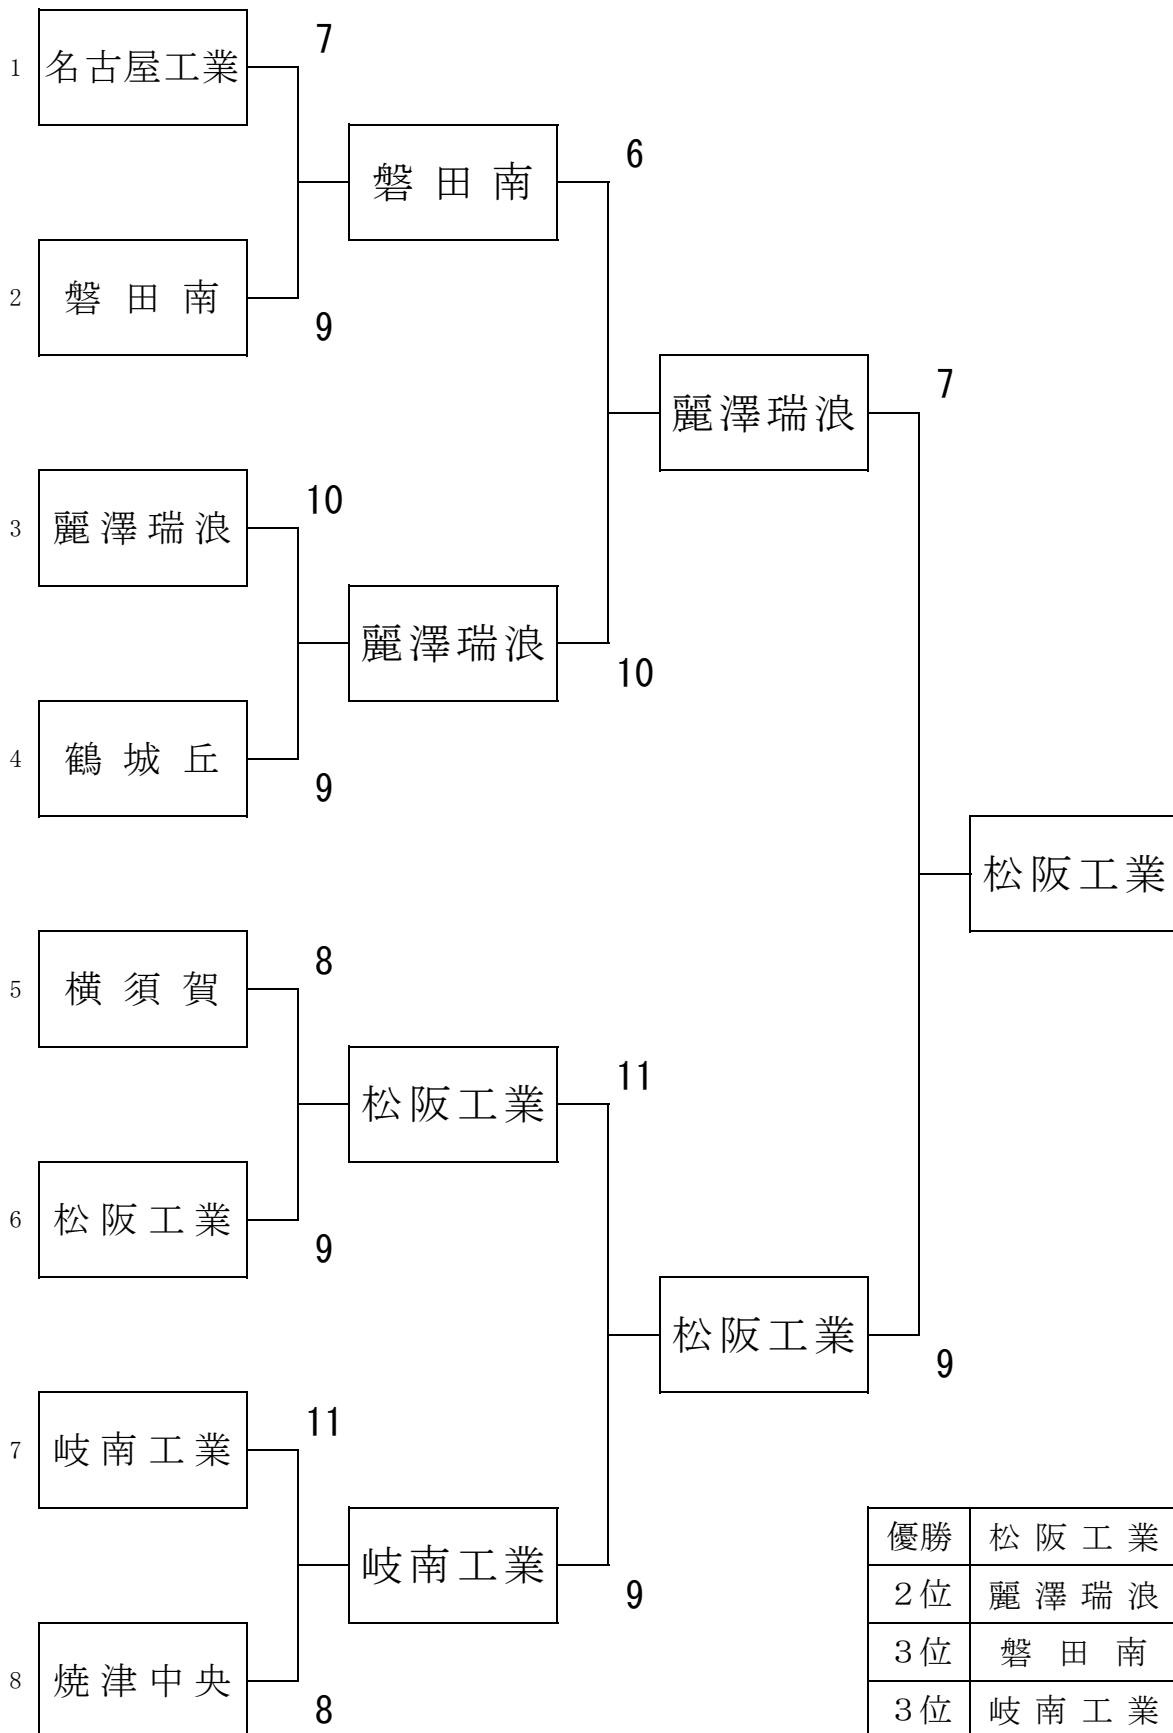 7
1 名古屋工業
6
磐田南
2 磐田南
9
7
麗澤瑞浪
10
3 麗澤瑞浪
麗澤瑞浪
10
4 鶴城丘
9
松阪工業
8
5 横須賀
11
松阪工業
6 松阪工業
9
松阪工業
9
11
7 岐南工業
優勝 松阪工業
岐南工業
2位 麗澤瑞浪
9
3位 磐田南
8 焼津中央
3位 岐南工業
8